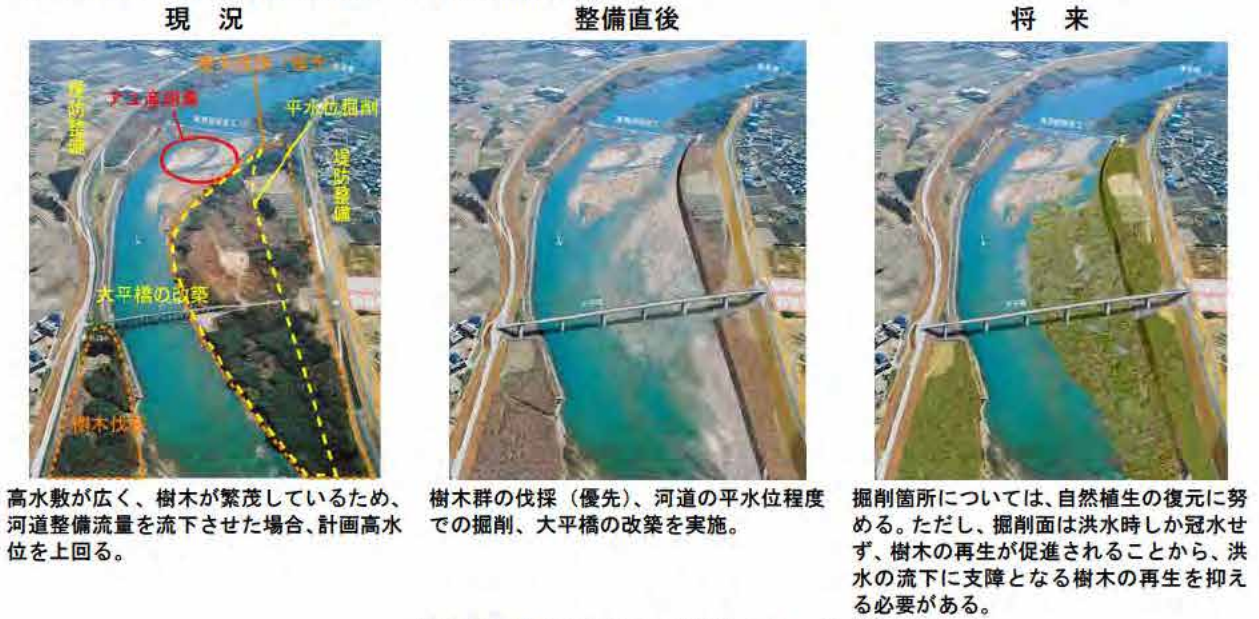 現　況
整備直後
将　来
アユ産卵場
平水位掘削
堤防整備
堤防整備
大平橋の改築
樹木伐採
高水敷が広く、樹木が繁茂しているため、
河道整備流量を流下させた場合、計画高水
位を上回る。
樹木群の伐採（優先）、河道の平水位程度
での掘削、大平橋の改築を実施。
掘削箇所については、自然植生の復元に努
める。ただし、掘削面は洪水時しか冠水せ
ず、樹木の再生が促進されることから、洪
水の流下に支障となる樹木の再生を抑え
る必要がある。